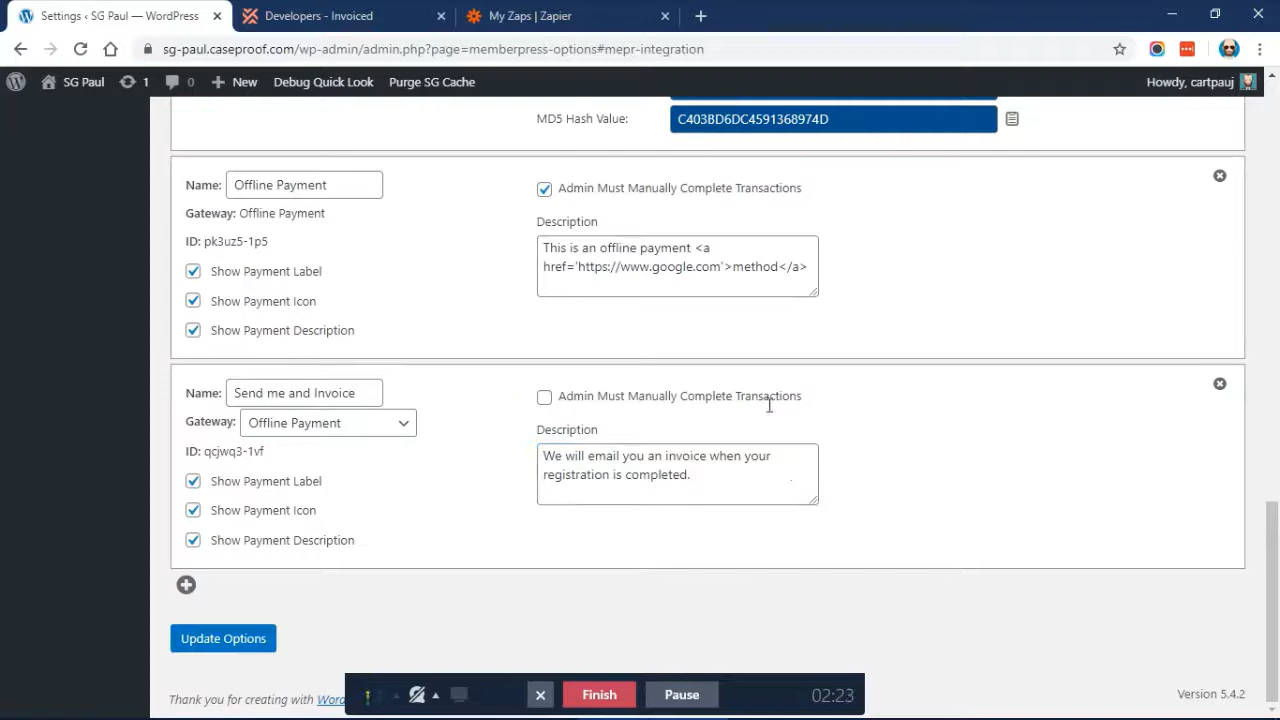 Settings ‹ SG Paul — WordPress
Developers - Invoiced
My Zaps | Zapier
sg-paul.caseproof.com/wp-admin/admin.php?page=memberpress-options#mepr-integration
SG Paul
1
0
New
Debug Quick Look
Purge SG Cache
Howdy, cartpauj
MD5 Hash Value:
C403BD6DC4591368974D
Name:
Offline Payment
Admin Must Manually Complete Transactions
Gateway: Offline Payment
Description
ID: pk3uz5-1p5
This is an offline payment <a
href='https://www.google.com'>method</a>
Show Payment Label
Show Payment Icon
Show Payment Description
Name:
Send me and Invoice
Admin Must Manually Complete Transactions
Gateway:
Offline Payment
Description
ID: qcjwq3-1vf
We will email you an invoice when your
registration is completed.
Show Payment Label
Show Payment Icon
Show Payment Description
Update Options
Thank you for creating with Word
Finish
Pause
02:23
Version 5.4.2